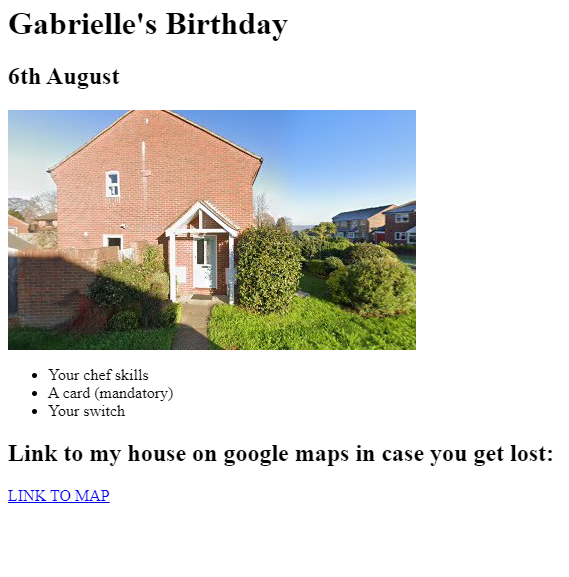 Gabrielle's Birthday
6th August
Your chef skills
A card (mandatory)
Your switch
Link to my house on google maps in case you get lost:
LINK TO MAP